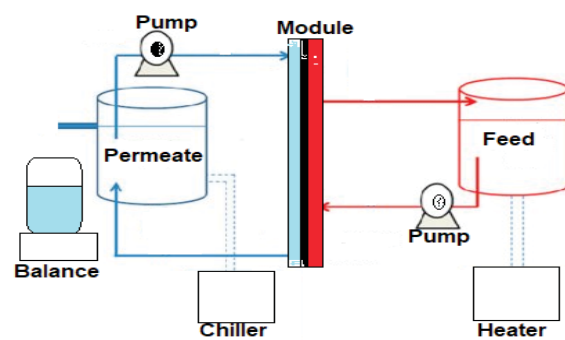 Pump
Module
Permeate
Feed
Pump
Balance
Chiller
Heater